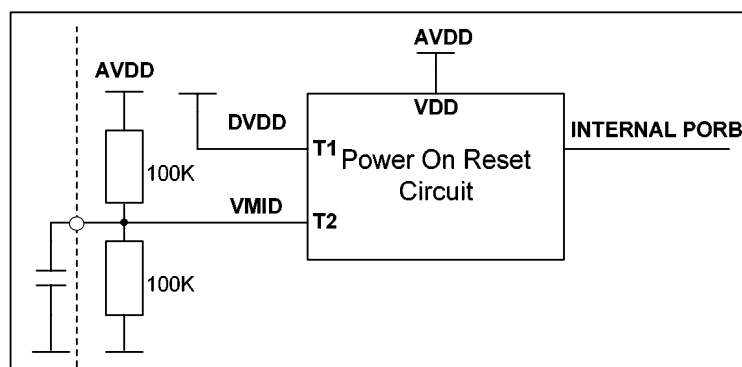 AVDD
AVDD
VDD
DVDD
INTERNAL PORB
T1
Power On Reset
Circuit
100K
VMID
T2
100K